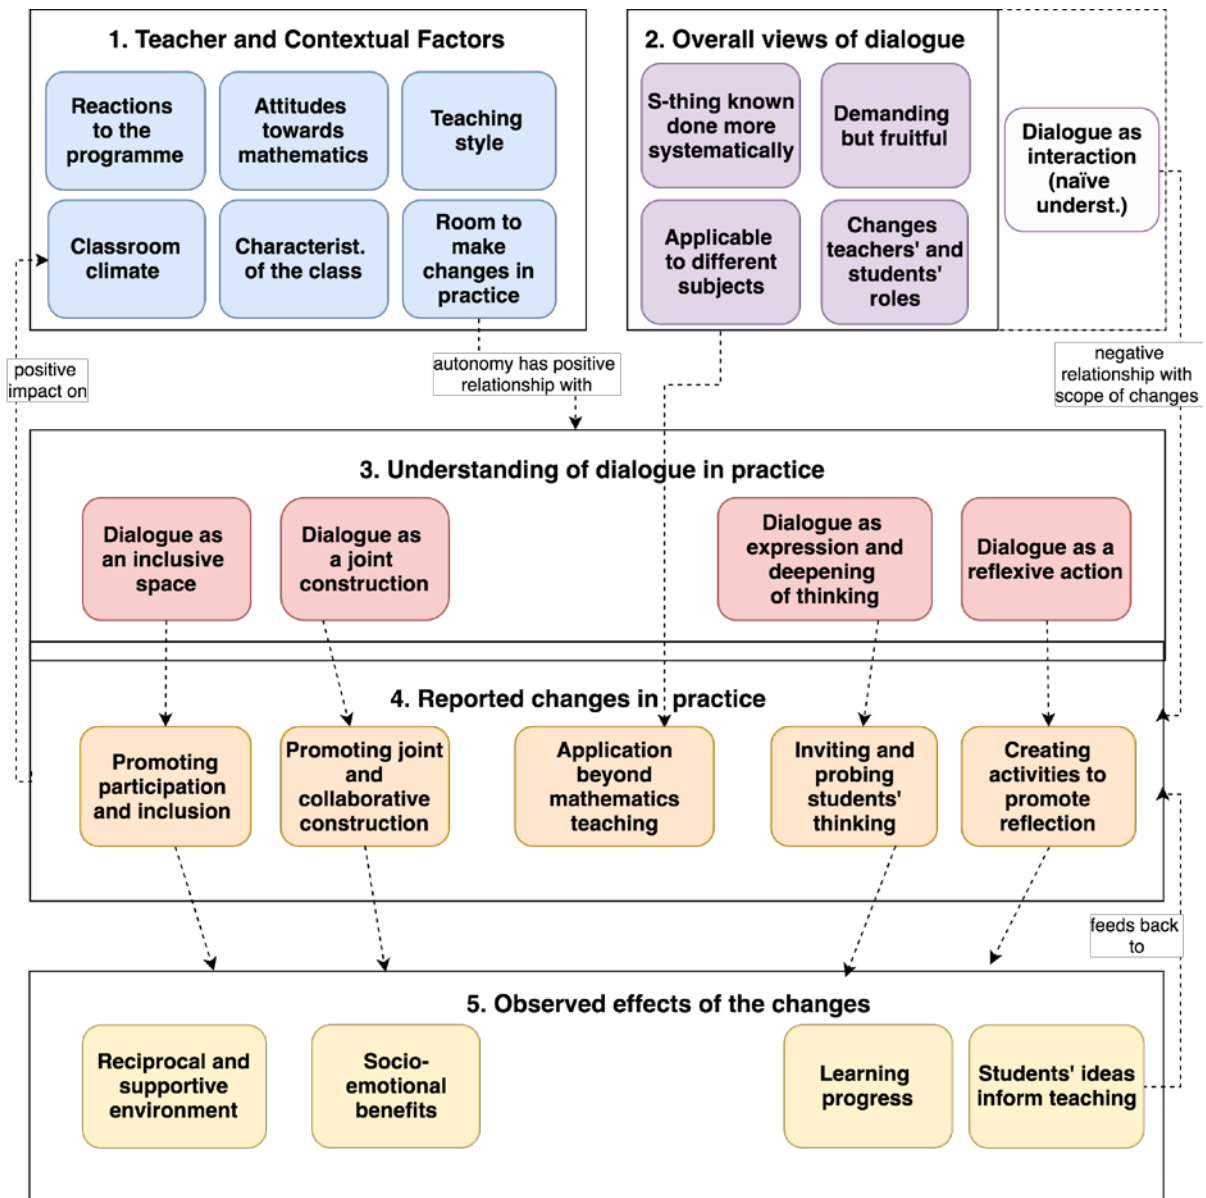 1. Teacher and Contextual Factors
Reactions
to the
programme
Attitudes
towards
mathematics
Teaching
style
Classroom
climate
Characterist.
of the class
Room to
make
changes in
practice
2. Overall views of dialogue
S-thing known
done more
systematically
Demanding
but fruitful
Applicable
to different
subjects
Changes
teachers' and
students'
roles
Dialogue as
interaction
(naïve
underst.)
positive
impact on
autonomy has positive
relationship with
negative
relationship with
scope of changes
3. Understanding of dialogue in practice
Dialogue as
an inclusive
space
Dialogue as
a joint
construction
Dialogue as
expression and
deepening
of thinking
Dialogue as a
reflexive action
4. Reported changes in practice
Promoting
participation
and inclusion
Promoting joint
and
collaborative
construction
Application
beyond
mathematics
teaching
Inviting and
probing
students'
thinking
Creating
activities to
promote
reflection
feeds back
to
5. Observed effects of the changes
Reciprocal and
supportive
environment
Socio-
emotional
benefits
Learning
progress
Students' ideas
inform teaching